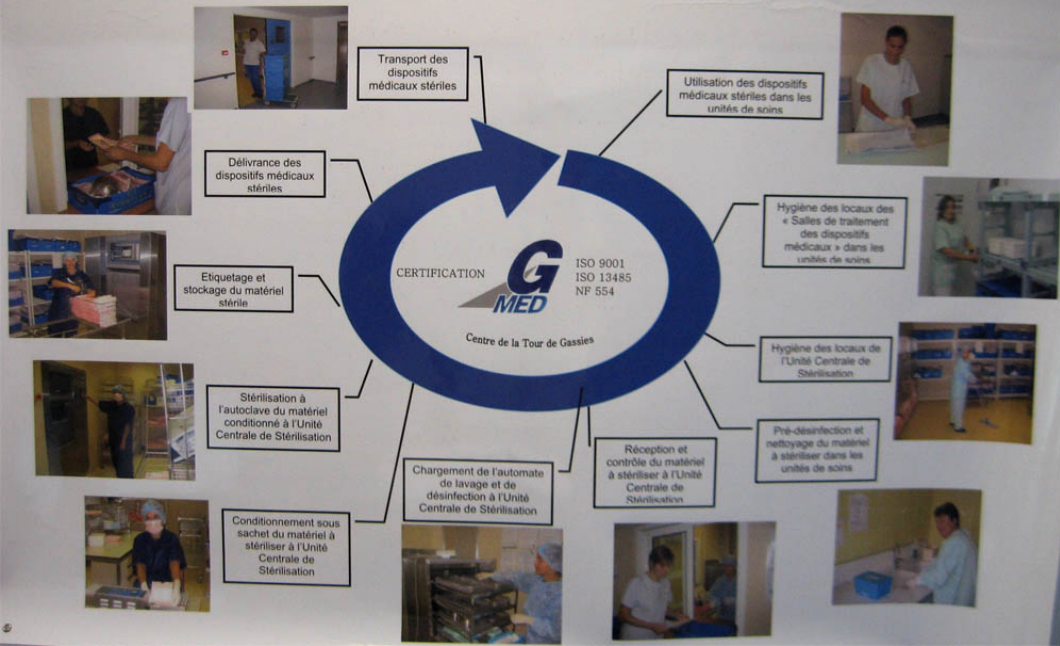 Transport des
dispositifs
médicaux stériles
Utilisation des dispositifs
médicaux stériles dans les
unités de soins
Délivrance des
dispositifs médicaux
stériles
Hygiène des locaux des
« Salles de traitement
des dispositifs
médicaux » dans les
unités de soins
Etiquetage et
stockage du matériel
stérile
CERTIFICATION
G
MED
ISO 9001
ISO 13485
NF 554
Centre de la Tour de Gassies
Hygiène des locaux de
l'Unité Centrale de
Stérilisation
Stérilisation à
l'autoclave du matériel
conditionné à l'Unité
Centrale de Stérilisation
Pré-désinfection et
nettoyage du matériel
à stériliser dans les
unités de soins
Réception et
contrôle du matériel
à stériliser à l'Unité
Centrale de
Stérilisation
Chargement de l'automate
de lavage et de
désinfection à l'Unité
Centrale de Stérilisation
Conditionnement sous
sachet du matériel à
stériliser à l'Unité
Centrale de
Stérilisation